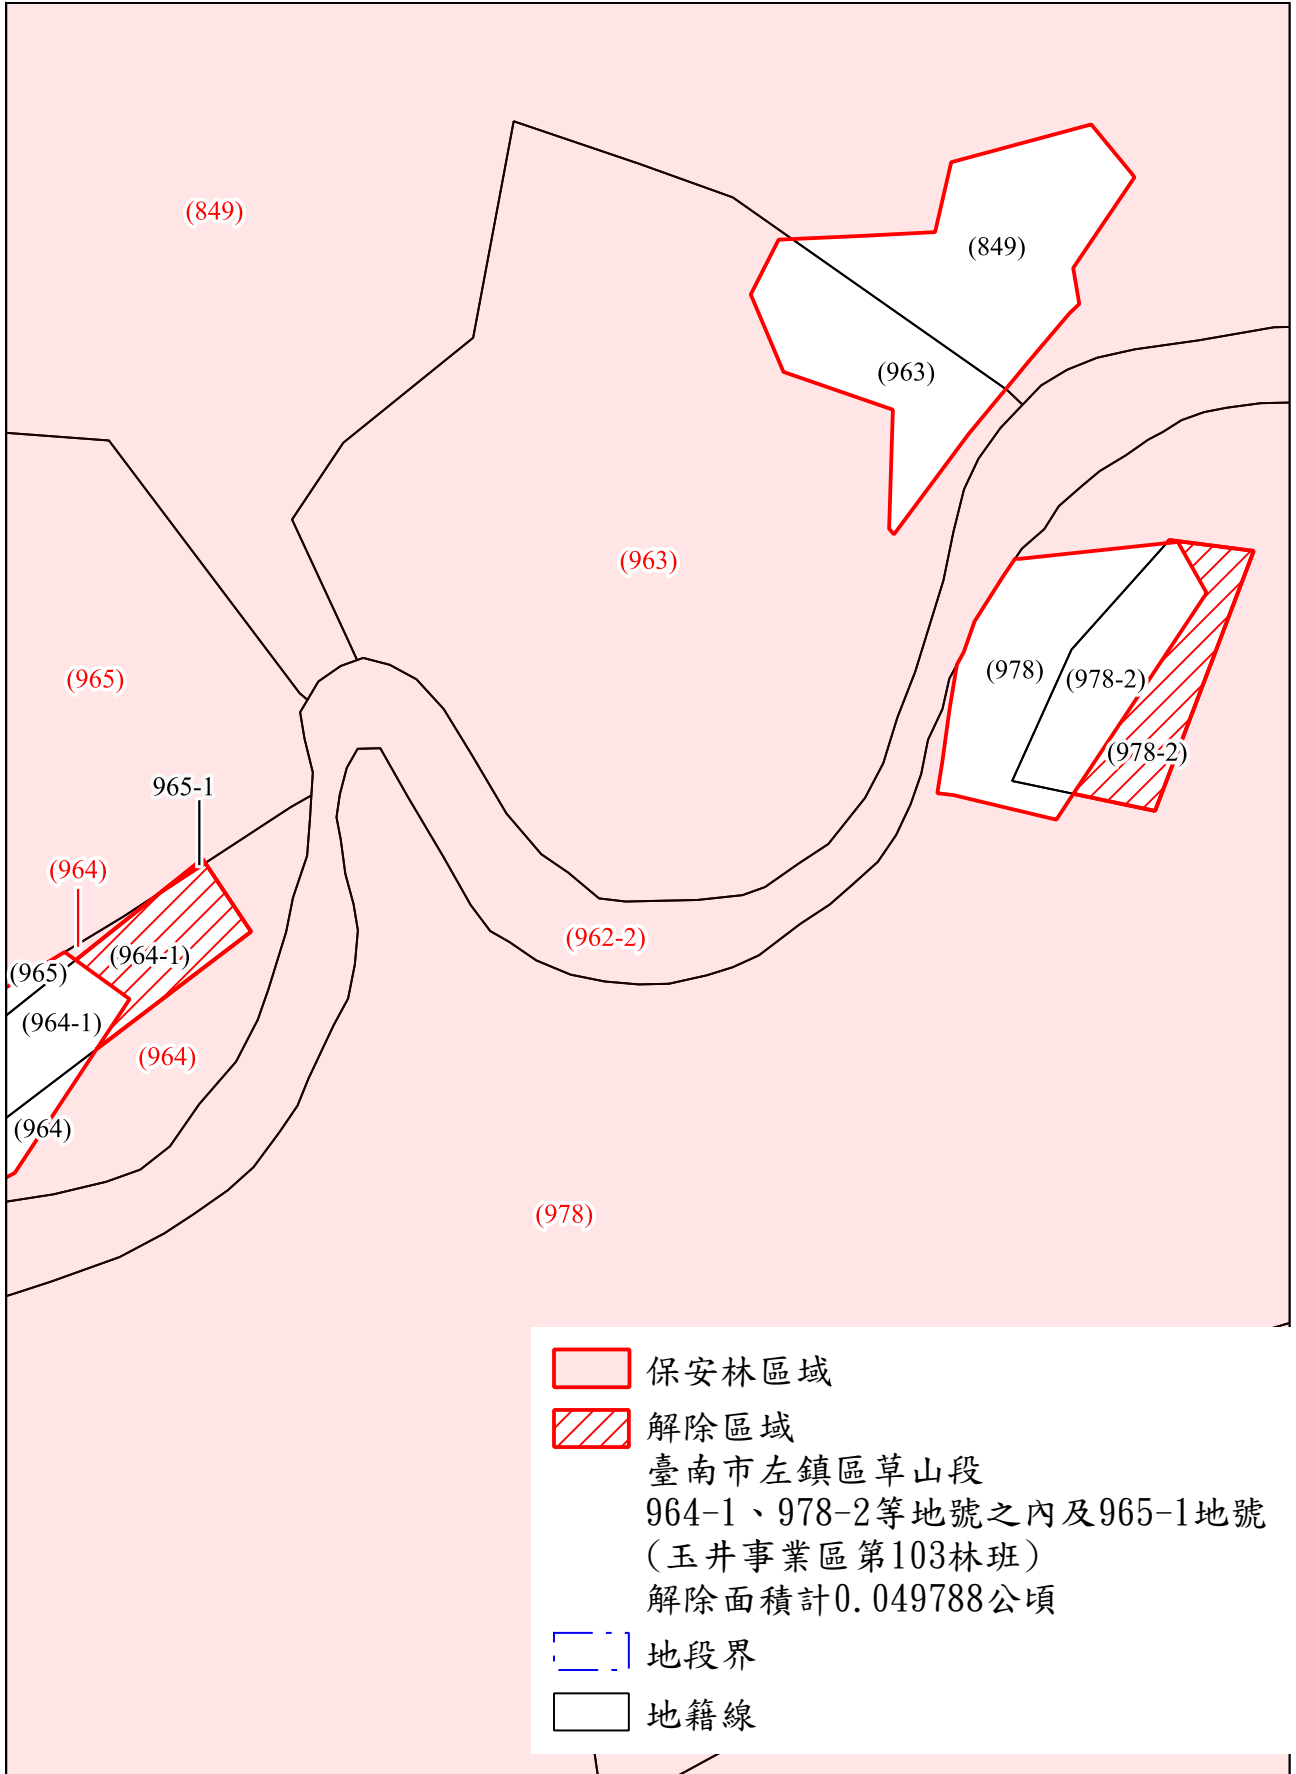 (849)
(849)
(963)
(963)
(965)
(978)
(978-2)
(978-2)
965-1
(964)
(964-1)
(965)
(964-1)
(964)
(964)
(962-2)
(978)
保安林區域
解除區域
臺南市左鎮區草山段
964-1、978-2等地號之內及965-1地號
(玉井事業區第103林班)
解除面積計0.049788公頃
地段界
地籍線